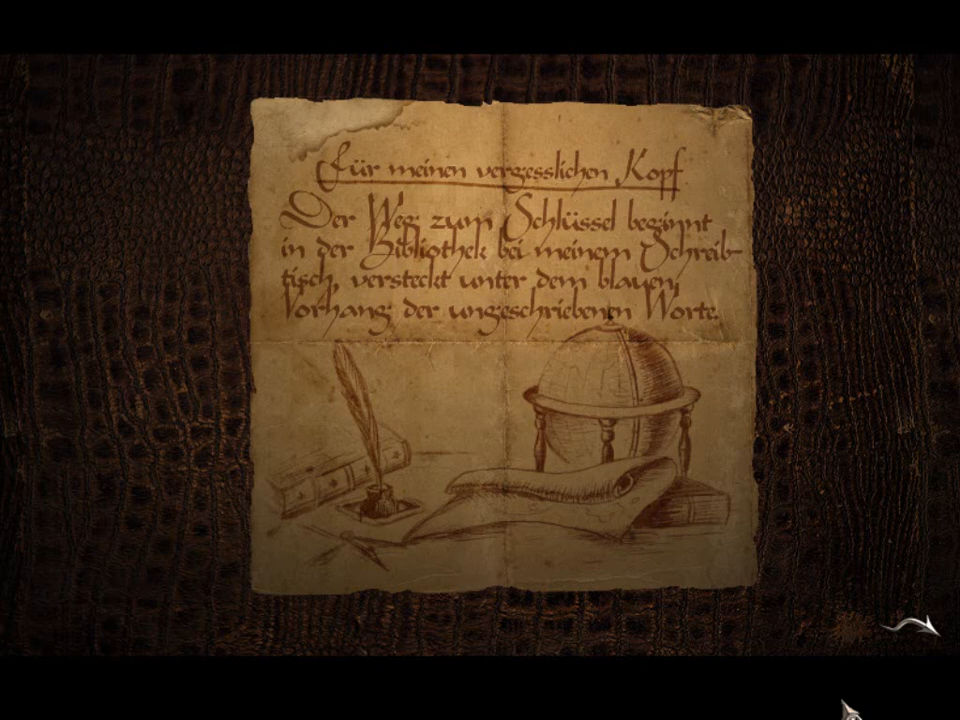 Für meinen vergesslichen Kopf
Der Weg zum Schlüssel beginnt
in der Bibliothek bei meinem Schreib-
tisch, versteckt unter dem blauen
Vorhang der ungeschriebenen Worte.